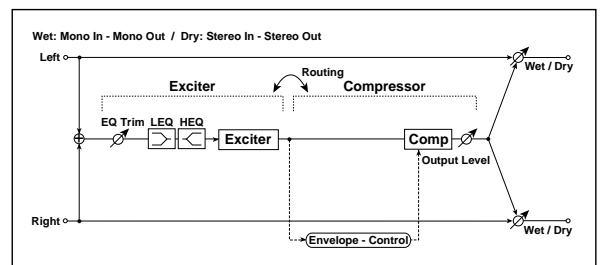 Wet: Mono In - Mono Out / Dry: Stereo In - Stereo Out
Left
Wet / Dry
Routing
Exciter
Compressor
EQ Trim LEQ HEQ
Exciter
Comp
Output Level
Right
Wet / Dry
Envelope - Control